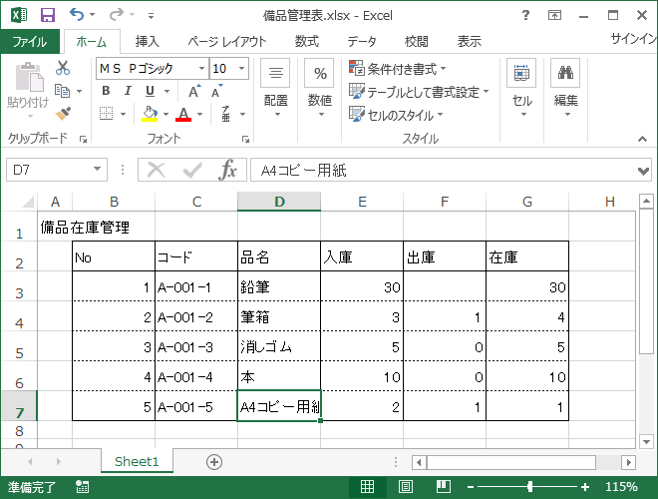 備品管理表.xlsx - Excel
ファイル ホーム 挿入 ページ レイアウト 数式 データ 校閲 表示 サインイン
ＭＳ Ｐゴシック 10
貼り付け
B I U
A A
亜
配置
%
数値
条件付き書式
テーブルとして書式設定
セルのスタイル
セル
編集
クリップボード フォント スタイル
D7 fx A4コピー用紙
A B C D E F G H
1 備品在庫管理
2 No コード 品名 入庫 出庫 在庫
3 1 A-001-1 鉛筆 30 30
4 2 A-001-2 筆箱 3 1 4
5 3 A-001-3 消しゴム 5 0 5
6 4 A-001-4 本 10 0 10
7 5 A-001-5 A4コピー用紙 2 1 1
8
Sheet1
準備完了 115%